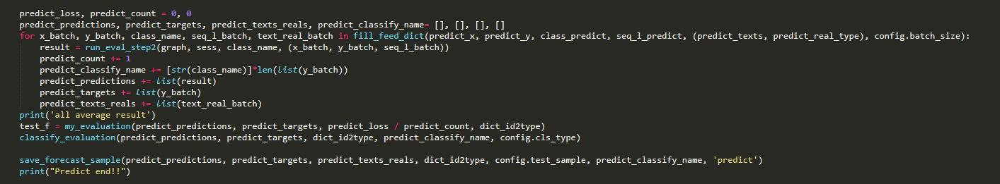 predict_loss, predict_count = 0, 0
predict_predictions, predict_targets, predict_texts_reals, predict_classify_name= [], [], [], []
for x_batch, y_batch, class_name, seq_l_batch, text_real_batch in fill_feed_dict(predict_x, predict_y, class_predict, seq_l_predict, (predict_texts, predict_real_type), config.batch_size):
    result = run_eval_step2(graph, sess, class_name, (x_batch, y_batch, seq_l_batch))
    predict_count += 1
    predict_classify_name += [str(class_name)]*len(list(y_batch))
    predict_predictions += list(result)
    predict_targets += list(y_batch)
    predict_texts_reals += list(text_real_batch)
print('all average result')
test_f = my_evaluation(predict_predictions, predict_targets, predict_loss / predict_count, dict_id2type)
classify_evaluation(predict_predictions, predict_targets, dict_id2type, predict_classify_name, config.cls_type)
save_forecast_sample(predict_predictions, predict_targets, predict_texts_reals, dict_id2type, config.test_sample, predict_classify_name, 'predict')
print("Predict end!!")